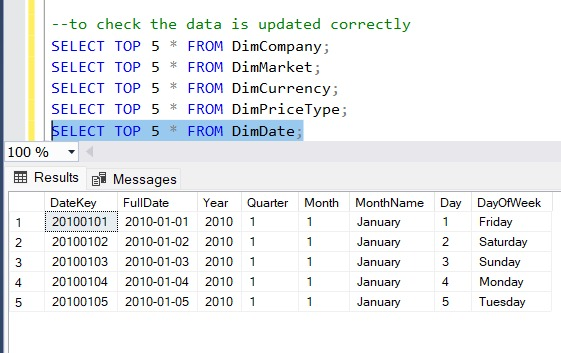 --to check the data is updated correctly
SELECT TOP 5 * FROM DimCompany;
SELECT TOP 5 * FROM DimMarket;
SELECT TOP 5 * FROM DimCurrency;
SELECT TOP 5 * FROM DimPriceType;
SELECT TOP 5 * FROM DimDate;
100 %
Results Messages
DateKey FullDate Year Quarter Month MonthName Day DayOfWeek
1 20100101 2010-01-01 2010 1 1 January 1 Friday
2 20100102 2010-01-02 2010 1 1 January 2 Saturday
3 20100103 2010-01-03 2010 1 1 January 3 Sunday
4 20100104 2010-01-04 2010 1 1 January 4 Monday
5 20100105 2010-01-05 2010 1 1 January 5 Tuesday